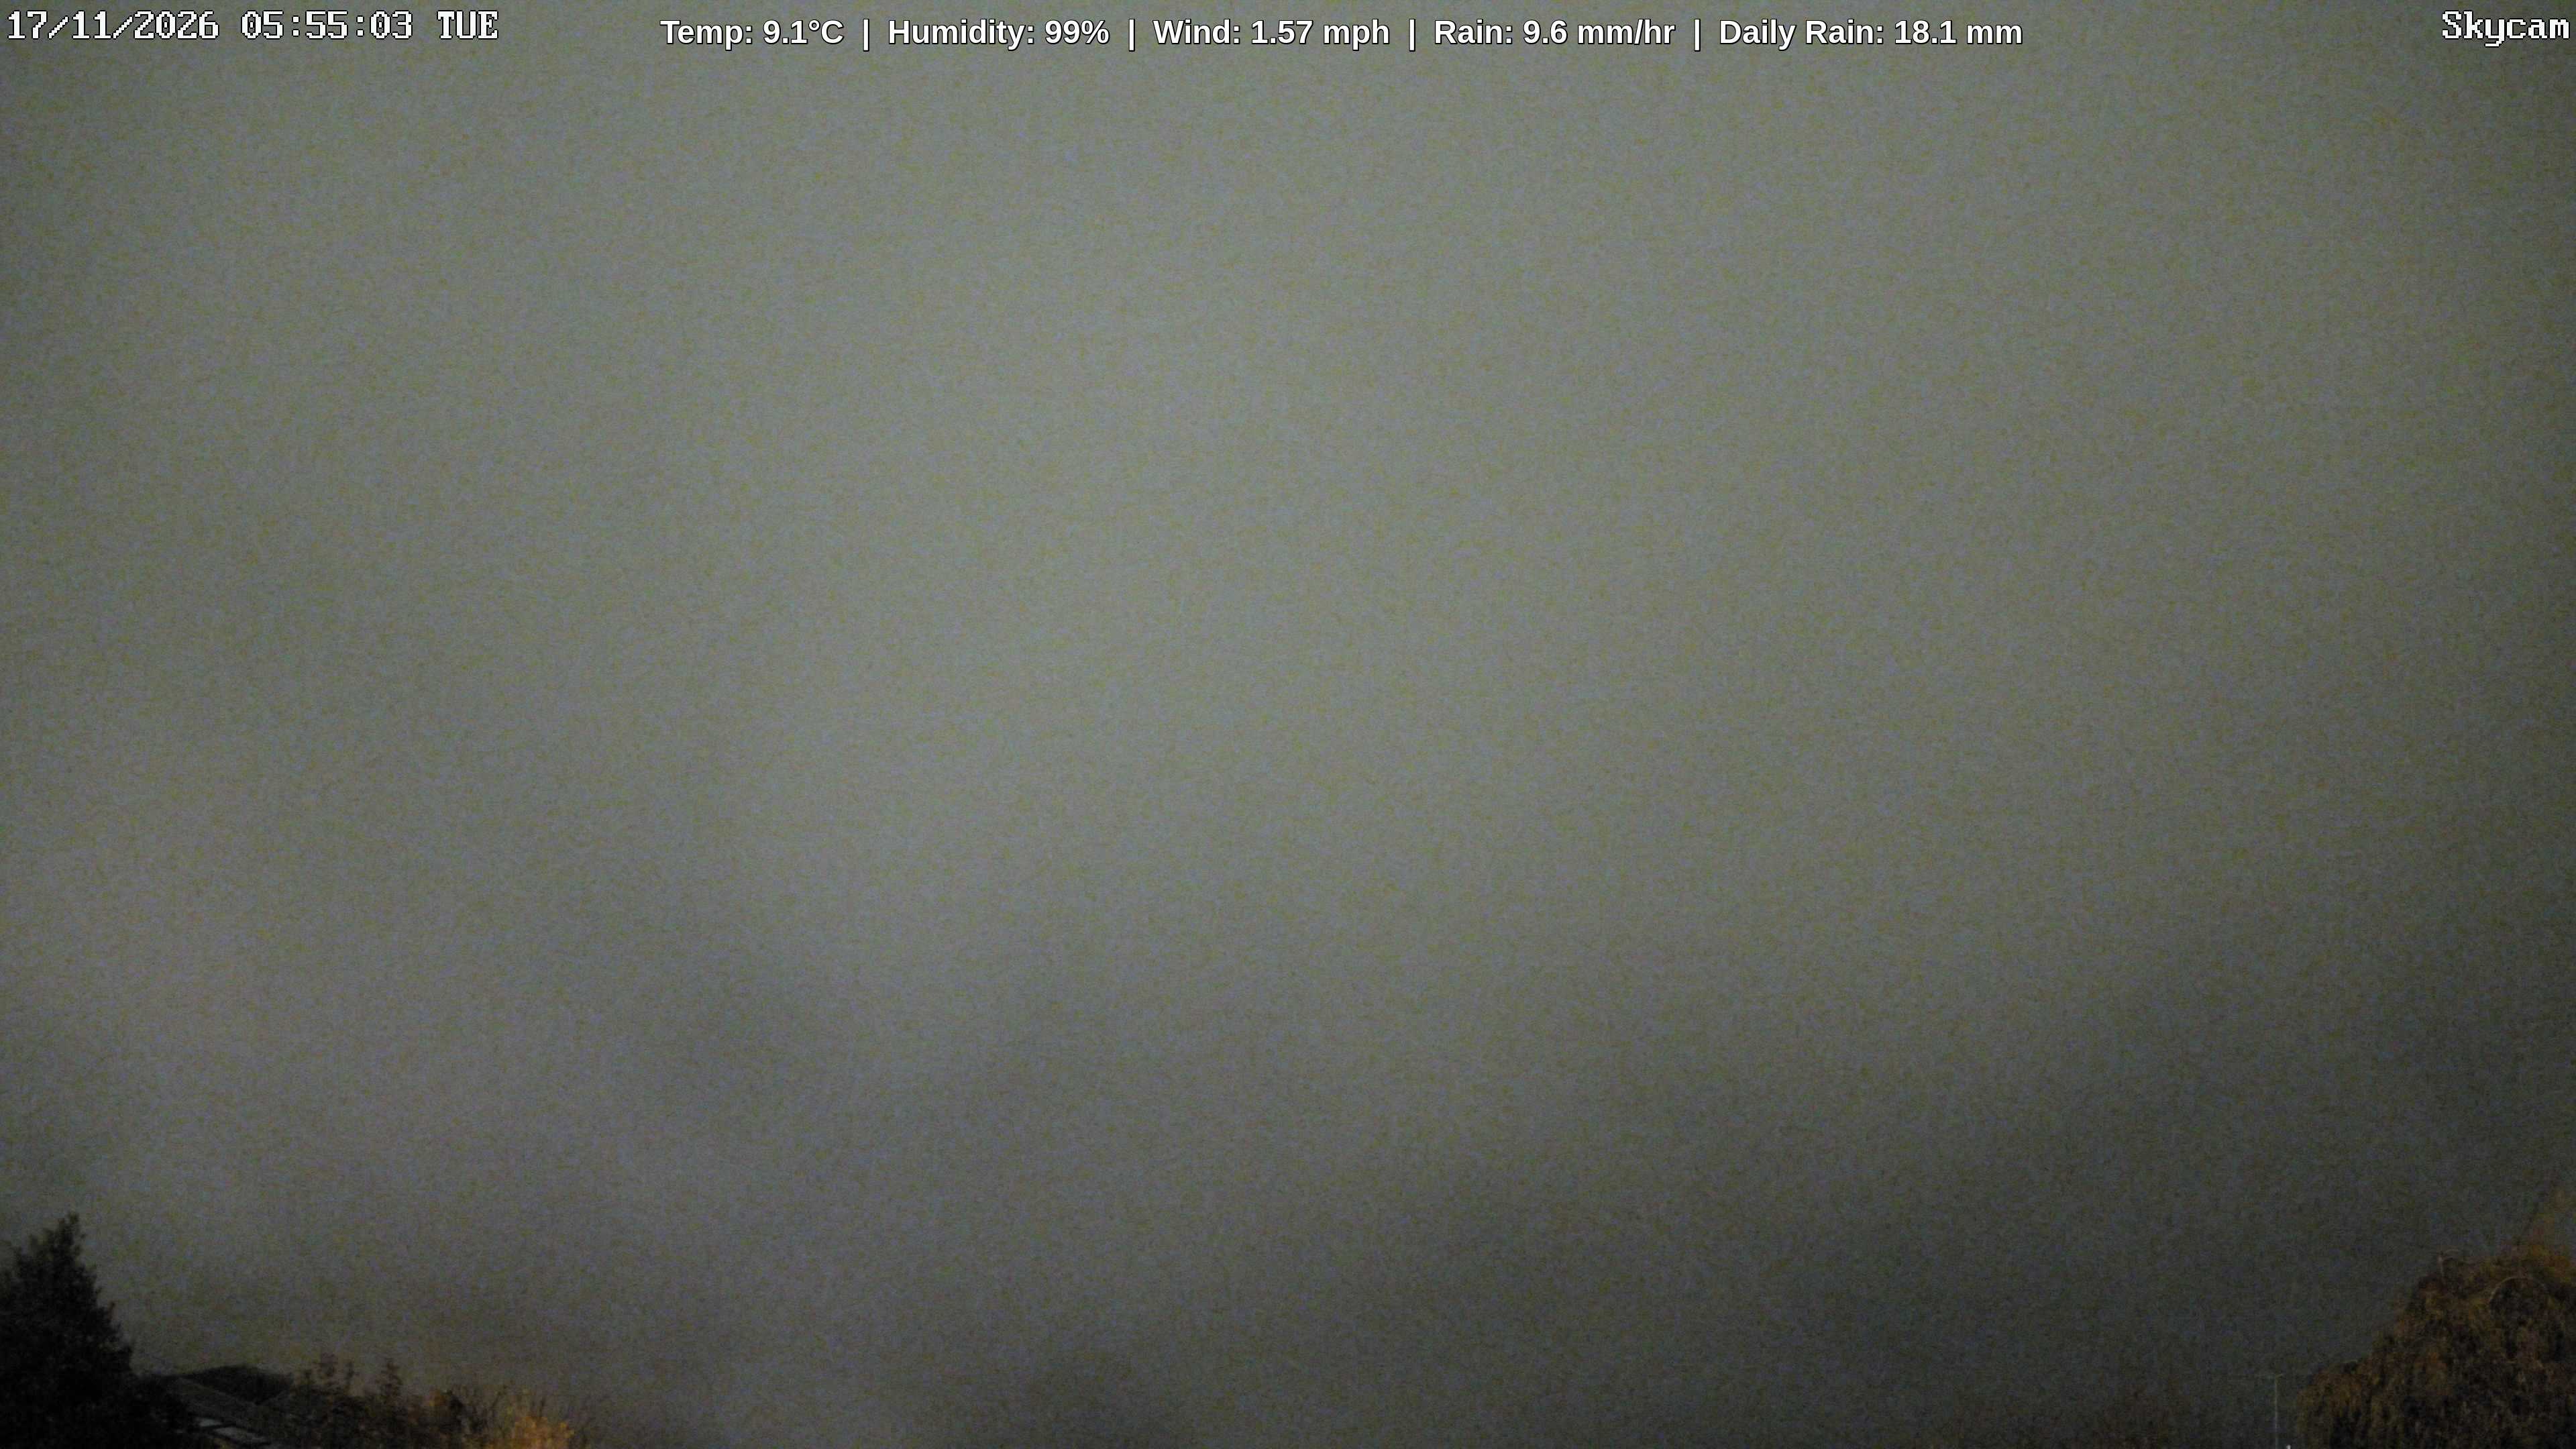 17/11/2026 05:55:03 TUE
Temp: 9.1°C | Humidity: 99% | Wind: 1.57 mph | Rain: 9.6 mm/hr | Daily Rain: 18.1 mm
Skycam